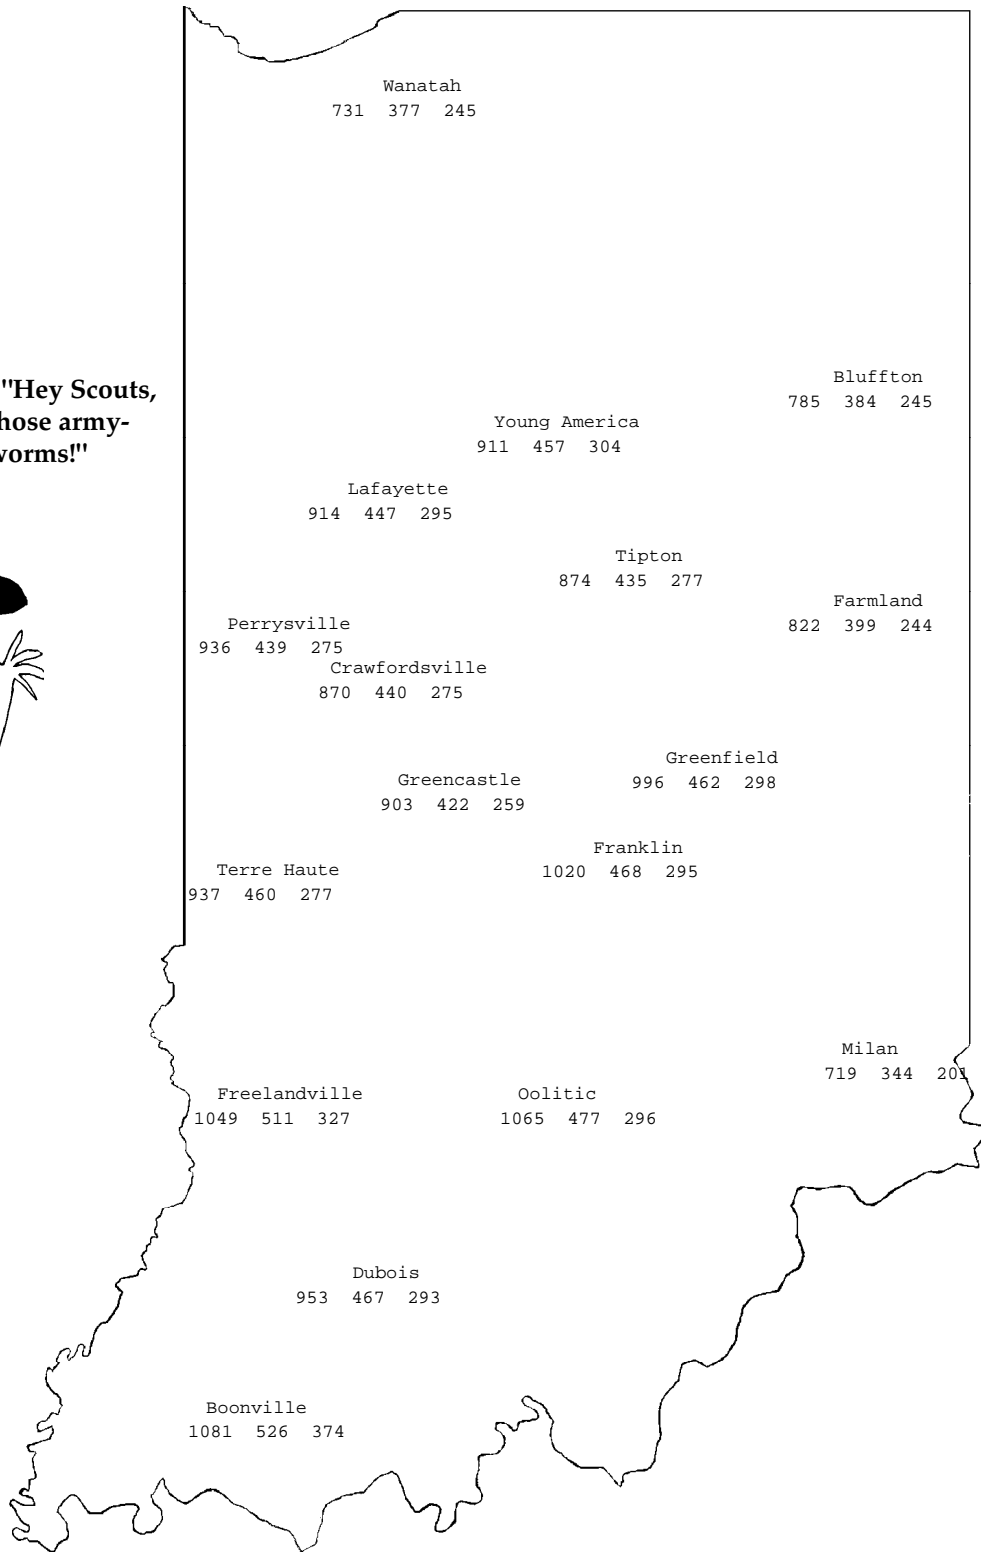 Wanatah
731 377 245
"Hey Scouts,
hose army-
worms!"
Bluffton
785 384 245
Young America
911 457 304
Lafayette
914 447 295
Tipton
874 435 277
Farmland
822 399 244
Perrysville
936 439 275
Crawfordsville
870 440 275
Greenfield
996 462 298
Greencastle
903 422 259
Franklin
1020 468 295
Terre Haute
937 460 277
Milan
719 344 201
Freelandville
1049 511 327
Oolitic
1065 477 296
Dubois
953 467 293
Boonville
1081 526 374